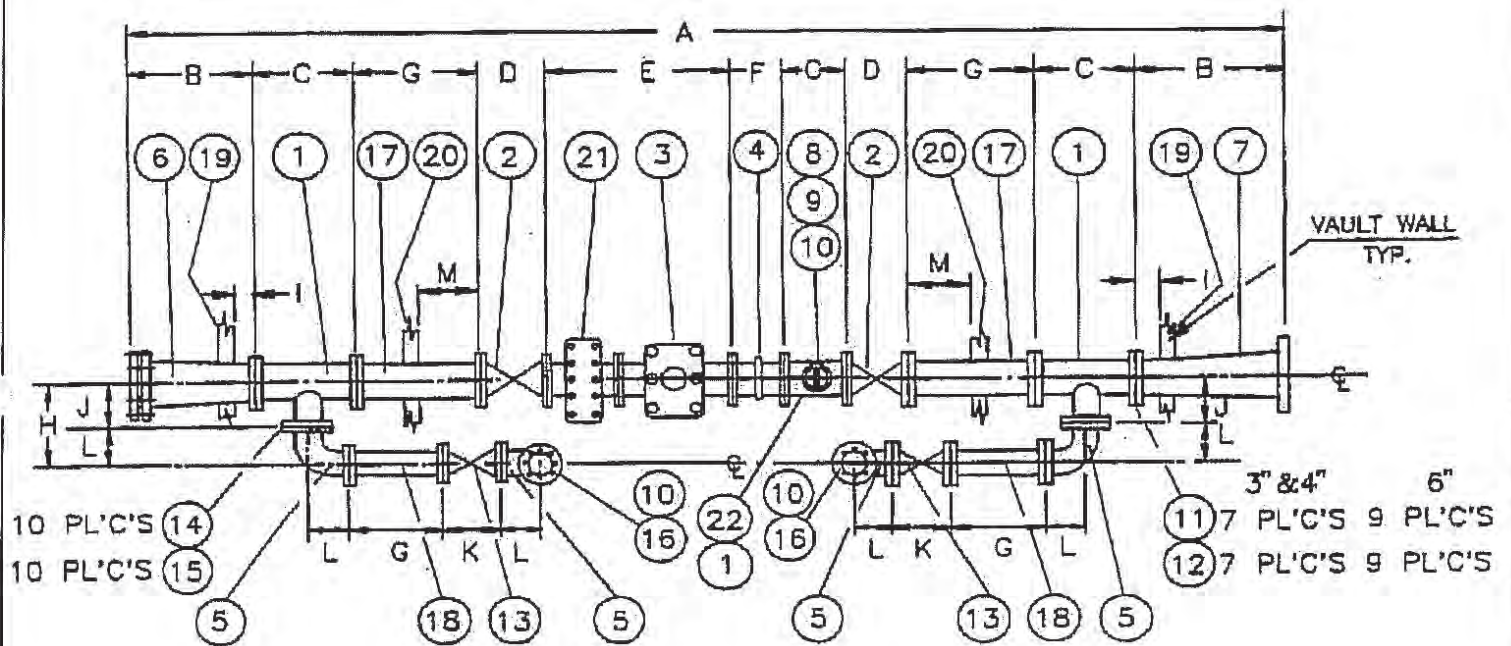 A
B C G D E F C D G C B
6 19 1 17 20 2 21 3 4 8 2 20 17 1 19 7
9
10
VAULT WALL
TYP.
M M
I I
H J J
L L
℄
℄
10 10
3"&4" 6"
10 PL'C'S 14 16 22 16 11 7 PL'C'S 9 PL'C'S
10 PL'C'S 15 L G K L 1 L K G L 12 7 PL'C'S 9 PL'C'S
5 18 13 5 5 13 18 5